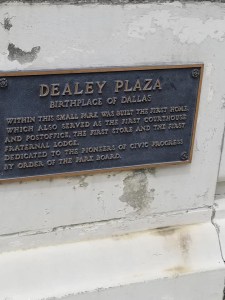 DEALEY PLAZA
BIRTHPLACE OF DALLAS
WITHIN THIS SMALL PARK WAS BUILT THE FIRST HOME
WHICH ALSO SERVED AS THE FIRST COURTHOUSE
AND POSTOFFICE, THE FIRST STORE AND THE FIRST
FRATERNAL LODGE.
DEDICATED TO THE PIONEERS OF CIVIC PROGRESS
BY ORDER OF THE PARK BOARD.